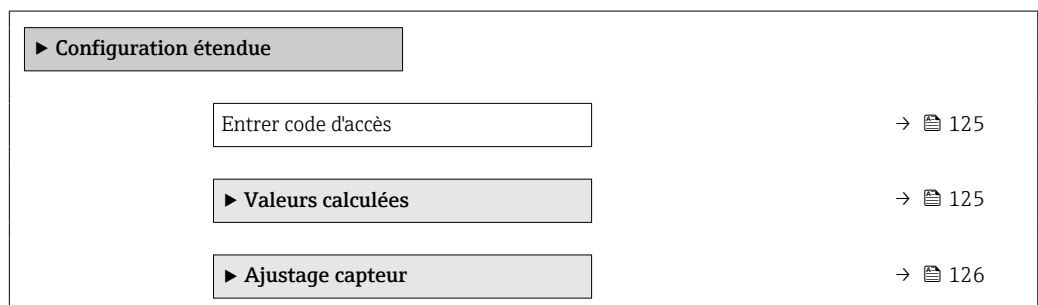 ► Configuration étendue
Entrer code d'accès → 125
► Valeurs calculées → 125
► Ajustage capteur → 126